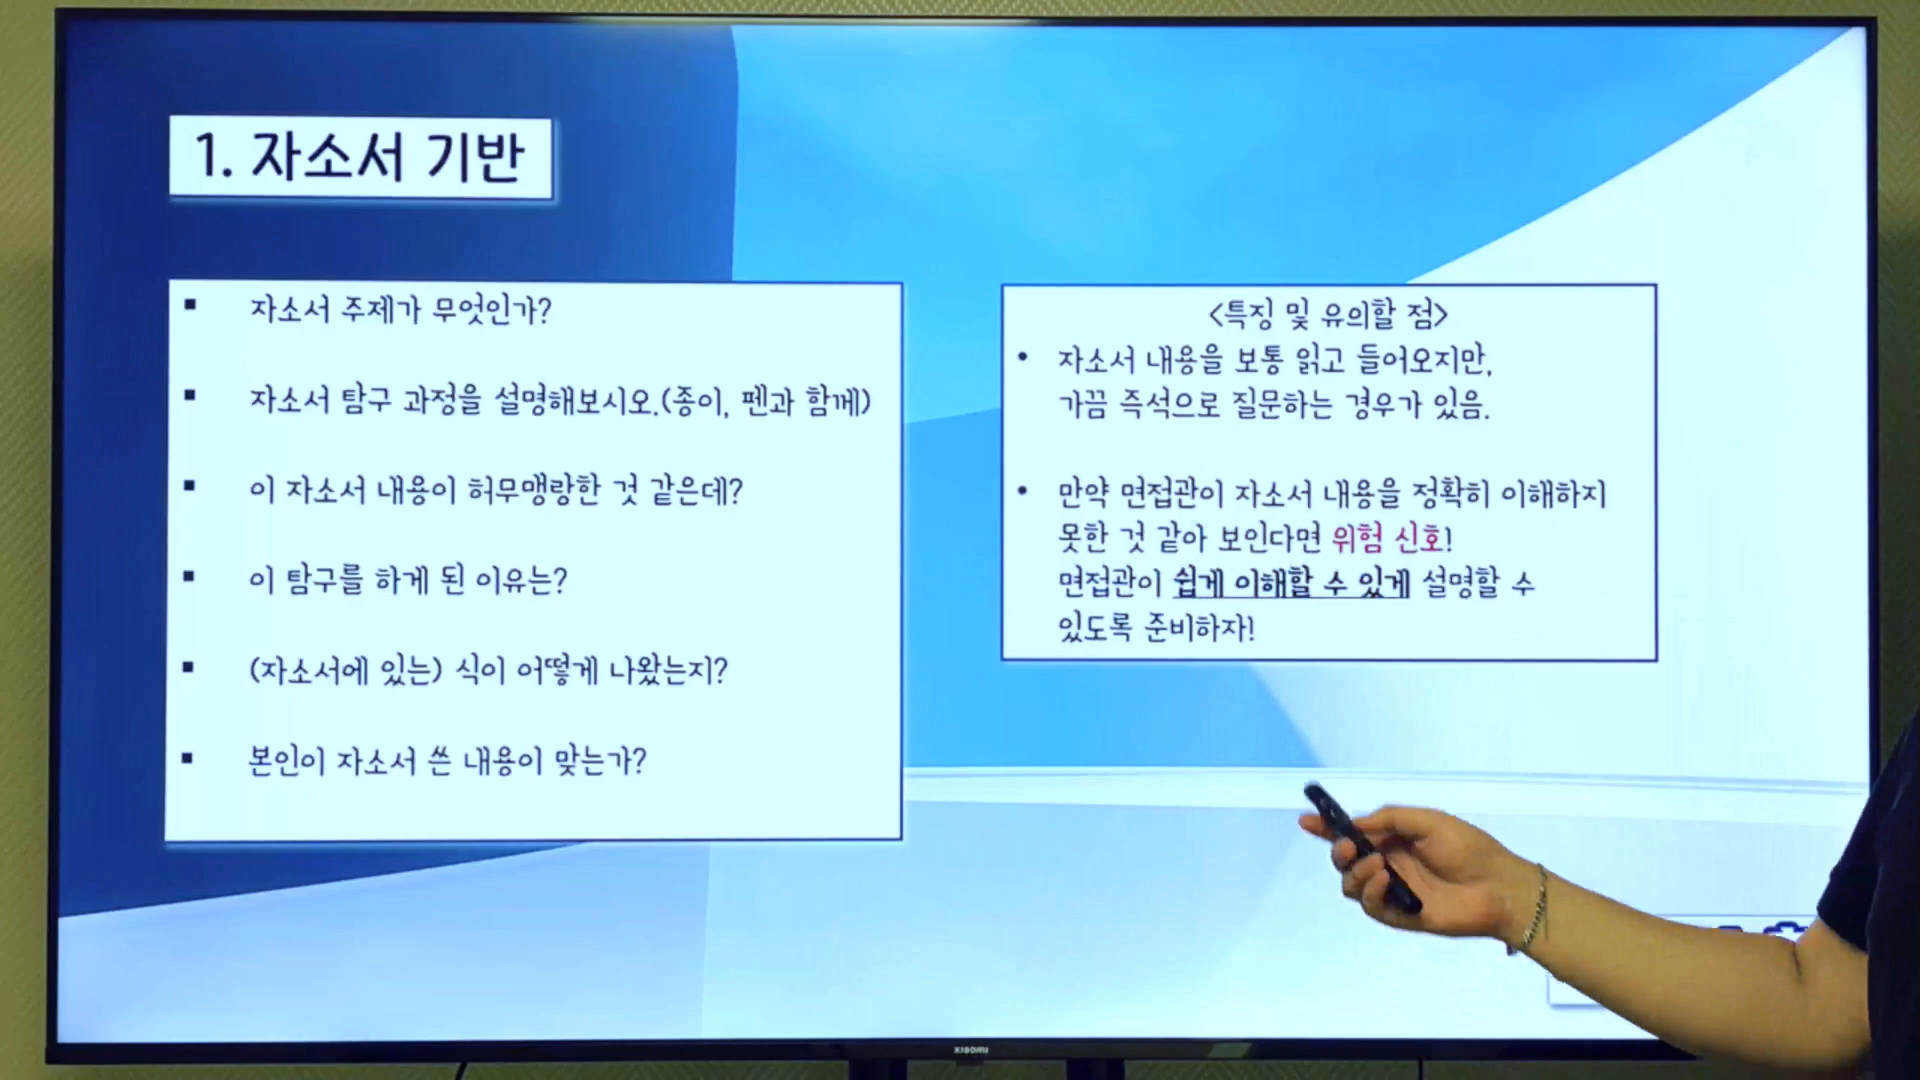 1. 자소서 기반
▪ 자소서 주제가 무엇인가?
▪ 자소서 탐구 과정을 설명해보시오.(종이, 펜과 함께)
▪ 이 자소서 내용이 허무맹랑한 것 같은데?
▪ 이 탐구를 하게 된 이유는?
▪ (자소서에 있는) 식이 어떻게 나왔는지?
▪ 본인이 자소서 쓴 내용이 맞는가?
<특징 및 유의할 점>
• 자소서 내용을 보통 읽고 들어오지만,
가끔 즉석으로 질문하는 경우가 있음.
• 만약 면접관이 자소서 내용을 정확히 이해하지
못한 것 같아 보인다면 위험 신호!
면접관이 쉽게 이해할 수 있게 설명할 수
있도록 준비하자!
XIAOMI